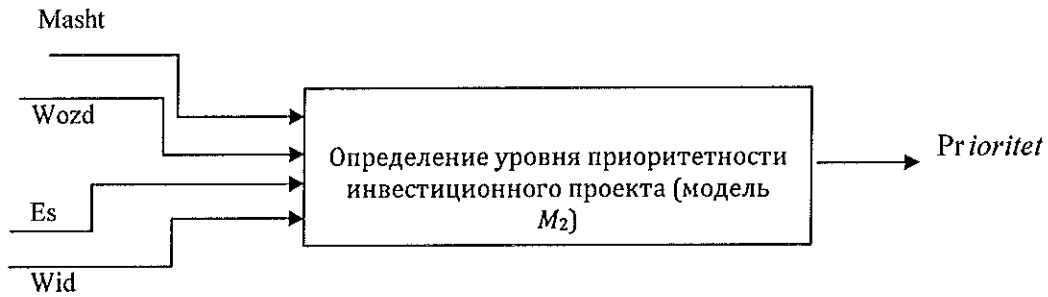 Masht
Wozd
Es
Wid
Определение уровня приоритетности
инвестиционного проекта (модель
M₂)
Prioritet